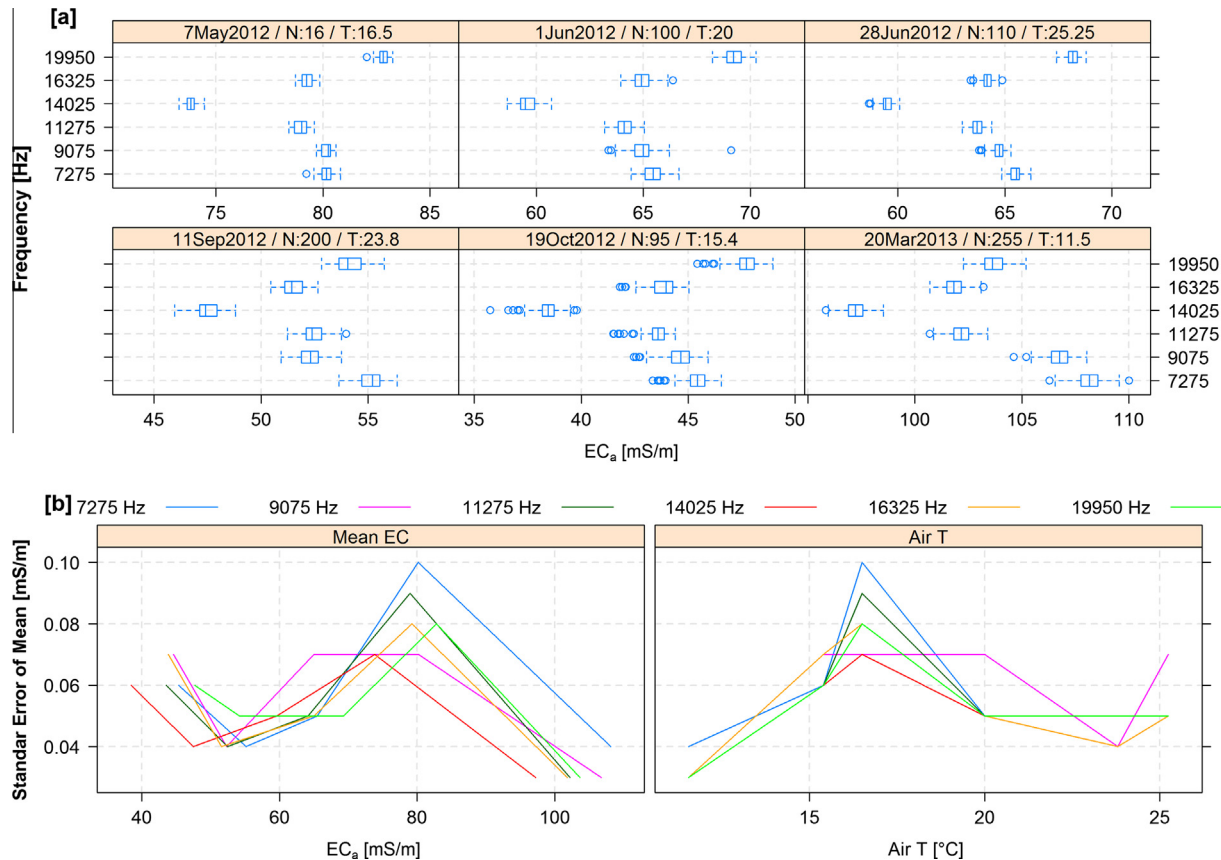 [a]
7May2012 / N:16 / T:16.5
1Jun2012 / N:100 / T:20
28Jun2012 / N:110 / T:25.25
19950
16325
14025
11275
9075
7275
75 80 85
60 65 70
60 65 70
11Sep2012 / N:200 / T:23.8
19Oct2012 / N:95 / T:15.4
20Mar2013 / N:255 / T:11.5
19950
16325
14025
11275
9075
7275
45 50 55
35 40 45 50
100 105 110
Frequency [Hz]
ECa [mS/m]
[b]
7275 Hz 9075 Hz 11275 Hz 14025 Hz 16325 Hz 19950 Hz
Mean EC
Air T
0.10
0.08
0.06
0.04
Standar Error of Mean [mS/m]
40 60 80 100
15 20 25
ECa [mS/m]
Air T [°C]